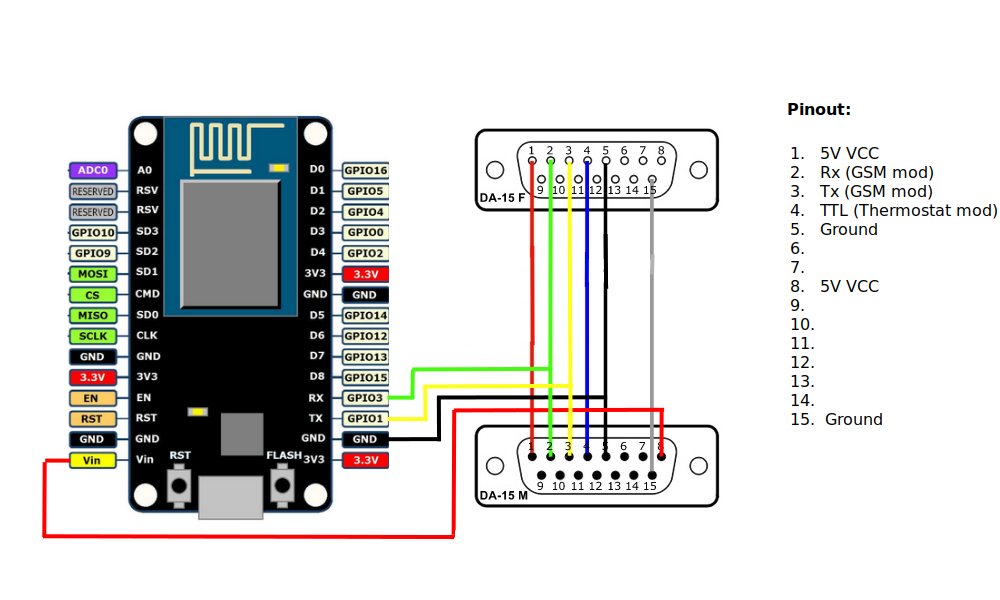 ADC0 A0 D0 GPIO16
RESERVED RSV D1 GPIO5
RESERVED RSV D2 GPIO4
GPIO10 SD3 D3 GPIO0
GPIO9 SD2 D4 GPIO2
MOSI SD1 3V3 3.3V
CS CMD GND GND
MISO SD0 D5 GPIO14
SCLK CLK D6 GPIO12
GND GND D7 GPIO13
3.3V 3V3 D8 GPIO15
EN EN RX GPIO3
RST RST TX GPIO1
GND GND GND GND
Vin Vin RST FLASH 3V3 3.3V
1 2 3 4 5 6 7 8
9 10 11 12 13 14 15
DA-15 F
1 2 3 4 5 6 7 8
9 10 11 12 13 14 15
DA-15 M
Pinout:
1. 5V VCC
2. Rx (GSM mod)
3. Tx (GSM mod)
4. TTL (Thermostat mod)
5. Ground
6.
7.
8. 5V VCC
9.
10.
11.
12.
13.
14.
15. Ground